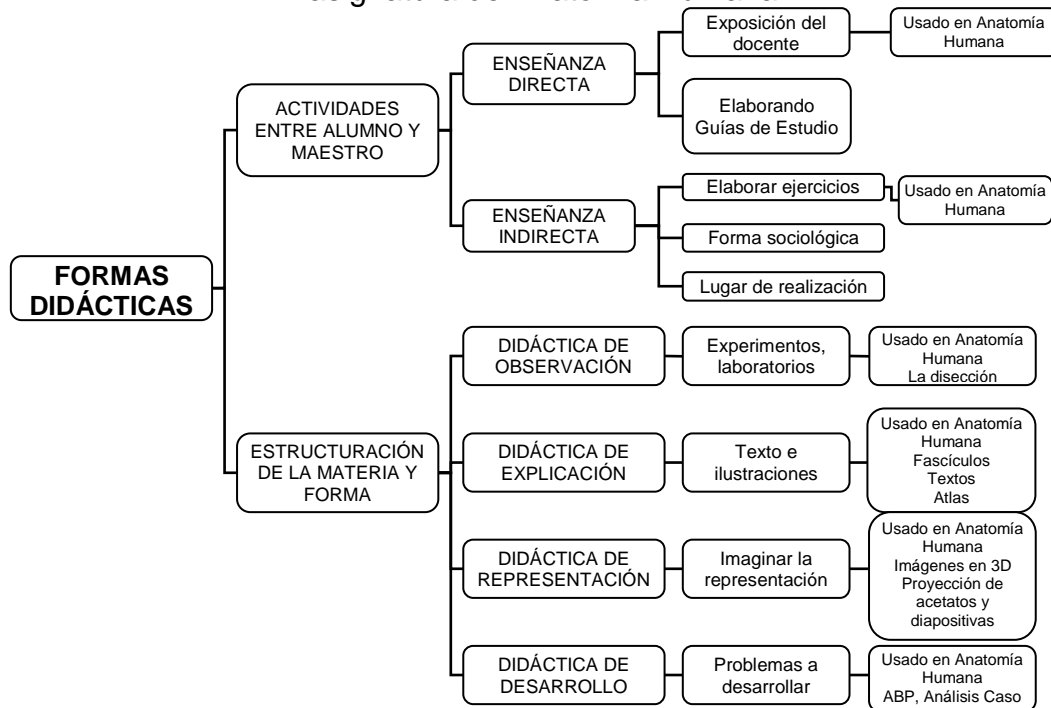 FORMAS
DIDÁCTICAS
ACTIVIDADES
ENTRE ALUMNO Y
MAESTRO
ENSEÑANZA
DIRECTA
Exposición del
docente
Usado en Anatomía
Humana
Elaborando
Guías de Estudio
ENSEÑANZA
INDIRECTA
Elaborar ejercicios
Usado en Anatomía
Humana
Forma sociológica
Lugar de realización
ESTRUCTURACIÓN
DE LA MATERIA Y
FORMA
DIDÁCTICA DE
OBSERVACIÓN
Experimentos,
laboratorios
Usado en Anatomía
Humana
La disección
DIDÁCTICA DE
EXPLICACIÓN
Texto e
ilustraciones
Usado en Anatomía
Humana
Fascículos
Textos
Atlas
DIDÁCTICA DE
REPRESENTACIÓN
Imaginar la
representación
Usado en Anatomía
Humana
Imágenes en 3D
Proyección de
acetatos y
diapositivas
DIDÁCTICA DE
DESARROLLO
Problemas a
desarrollar
Usado en Anatomía
Humana
ABP, Análisis Caso